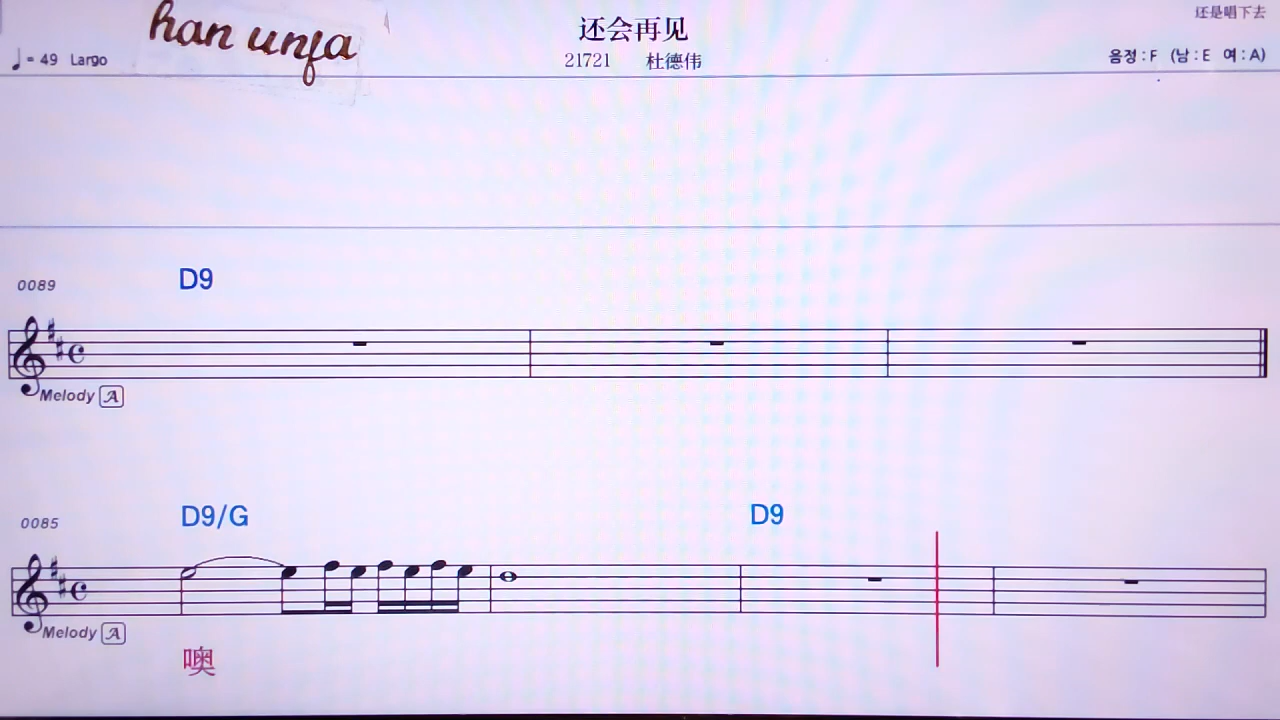 han unfa
还会再见
还是唱下去
♩= 49 Largo
21721 杜德伟
음정 : F (남 : E 여 : A)
0089
D9
Melody A
0085
D9/G D9
Melody A
噢